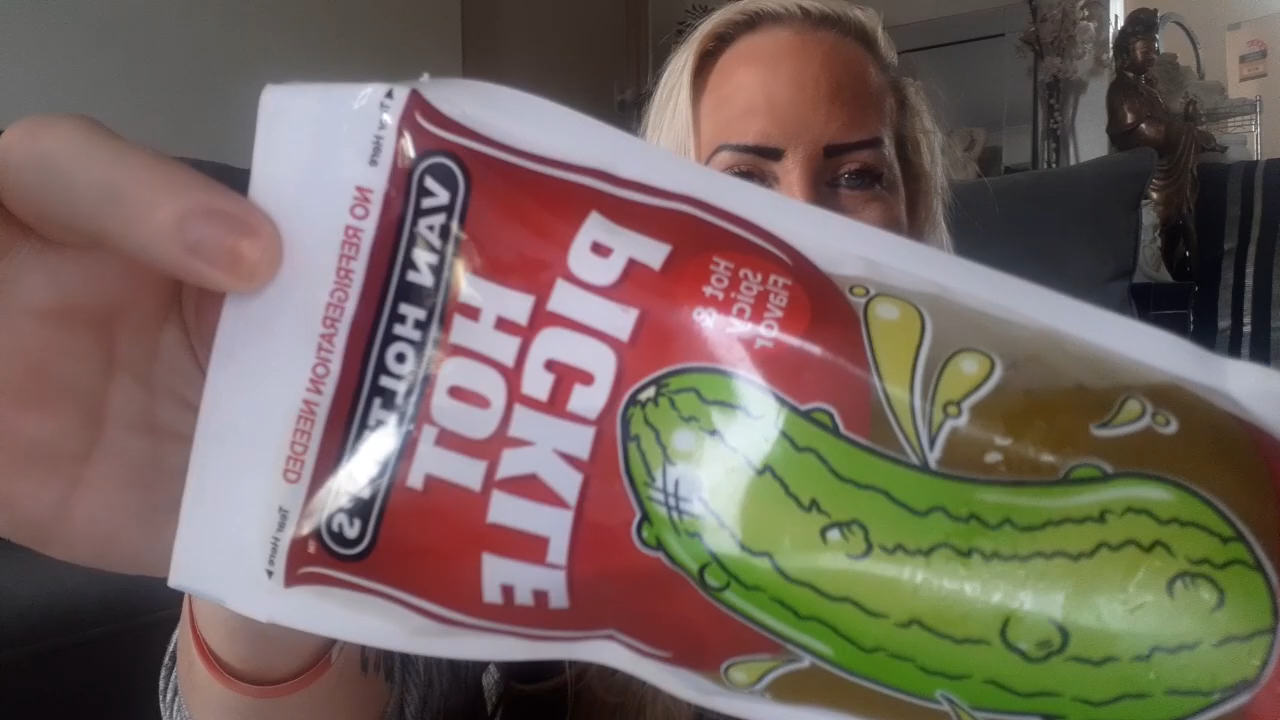 Tear Here
Tear Here
NO REFRIGERATION NEEDED
VAN HOLTEN'S
HOT
PICKLE
Hot &
Spicy
Flavor